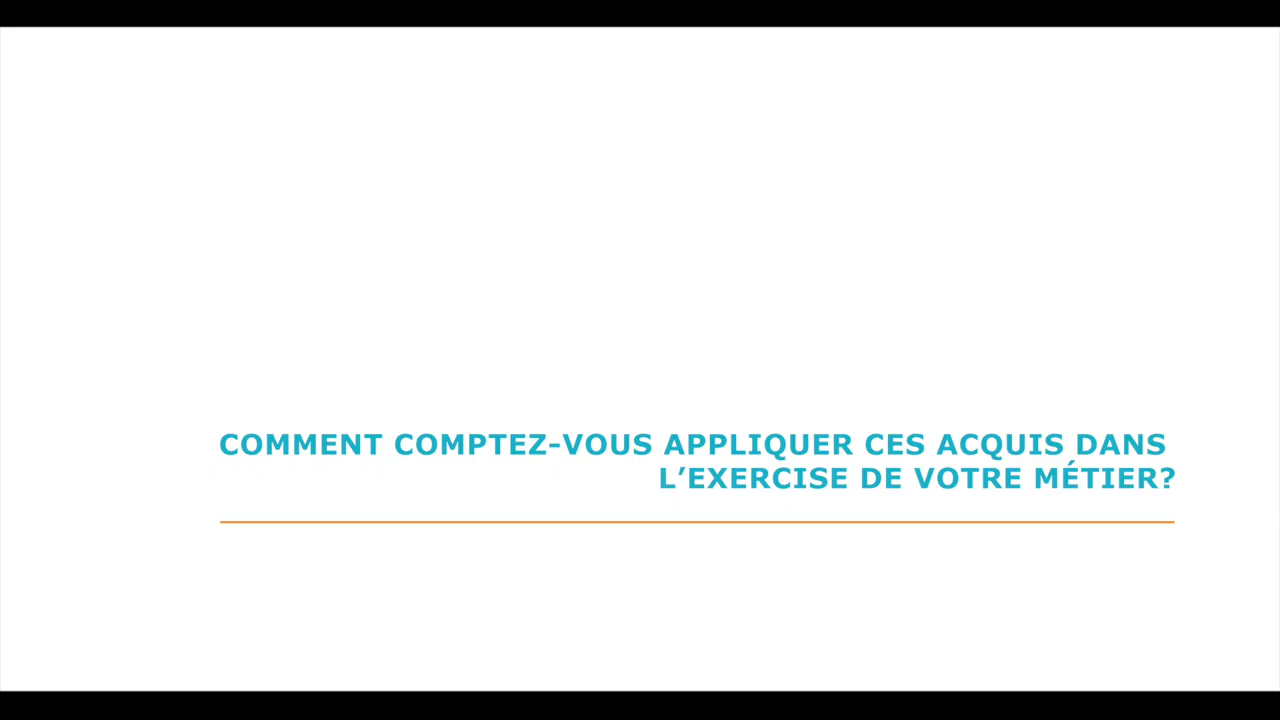 COMMENT COMPTEZ-VOUS APPLIQUER CES ACQUIS DANS
L’EXERCISE DE VOTRE MÉTIER?